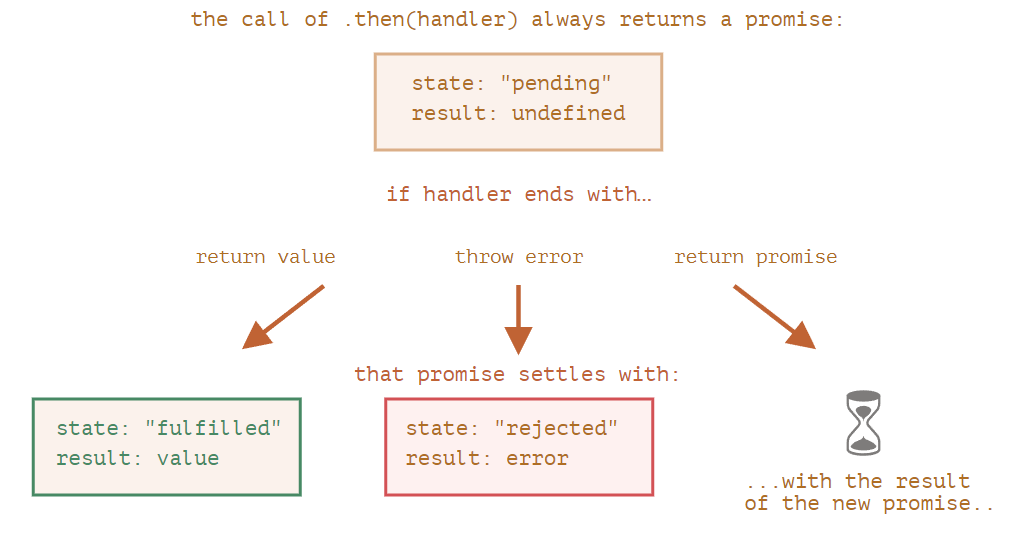 the call of .then(handler) always returns a promise:
state: "pending"
result: undefined
if handler ends with…
return value
throw error
return promise
that promise settles with:
state: "fulfilled"
result: value
state: "rejected"
result: error
...with the result
of the new promise..